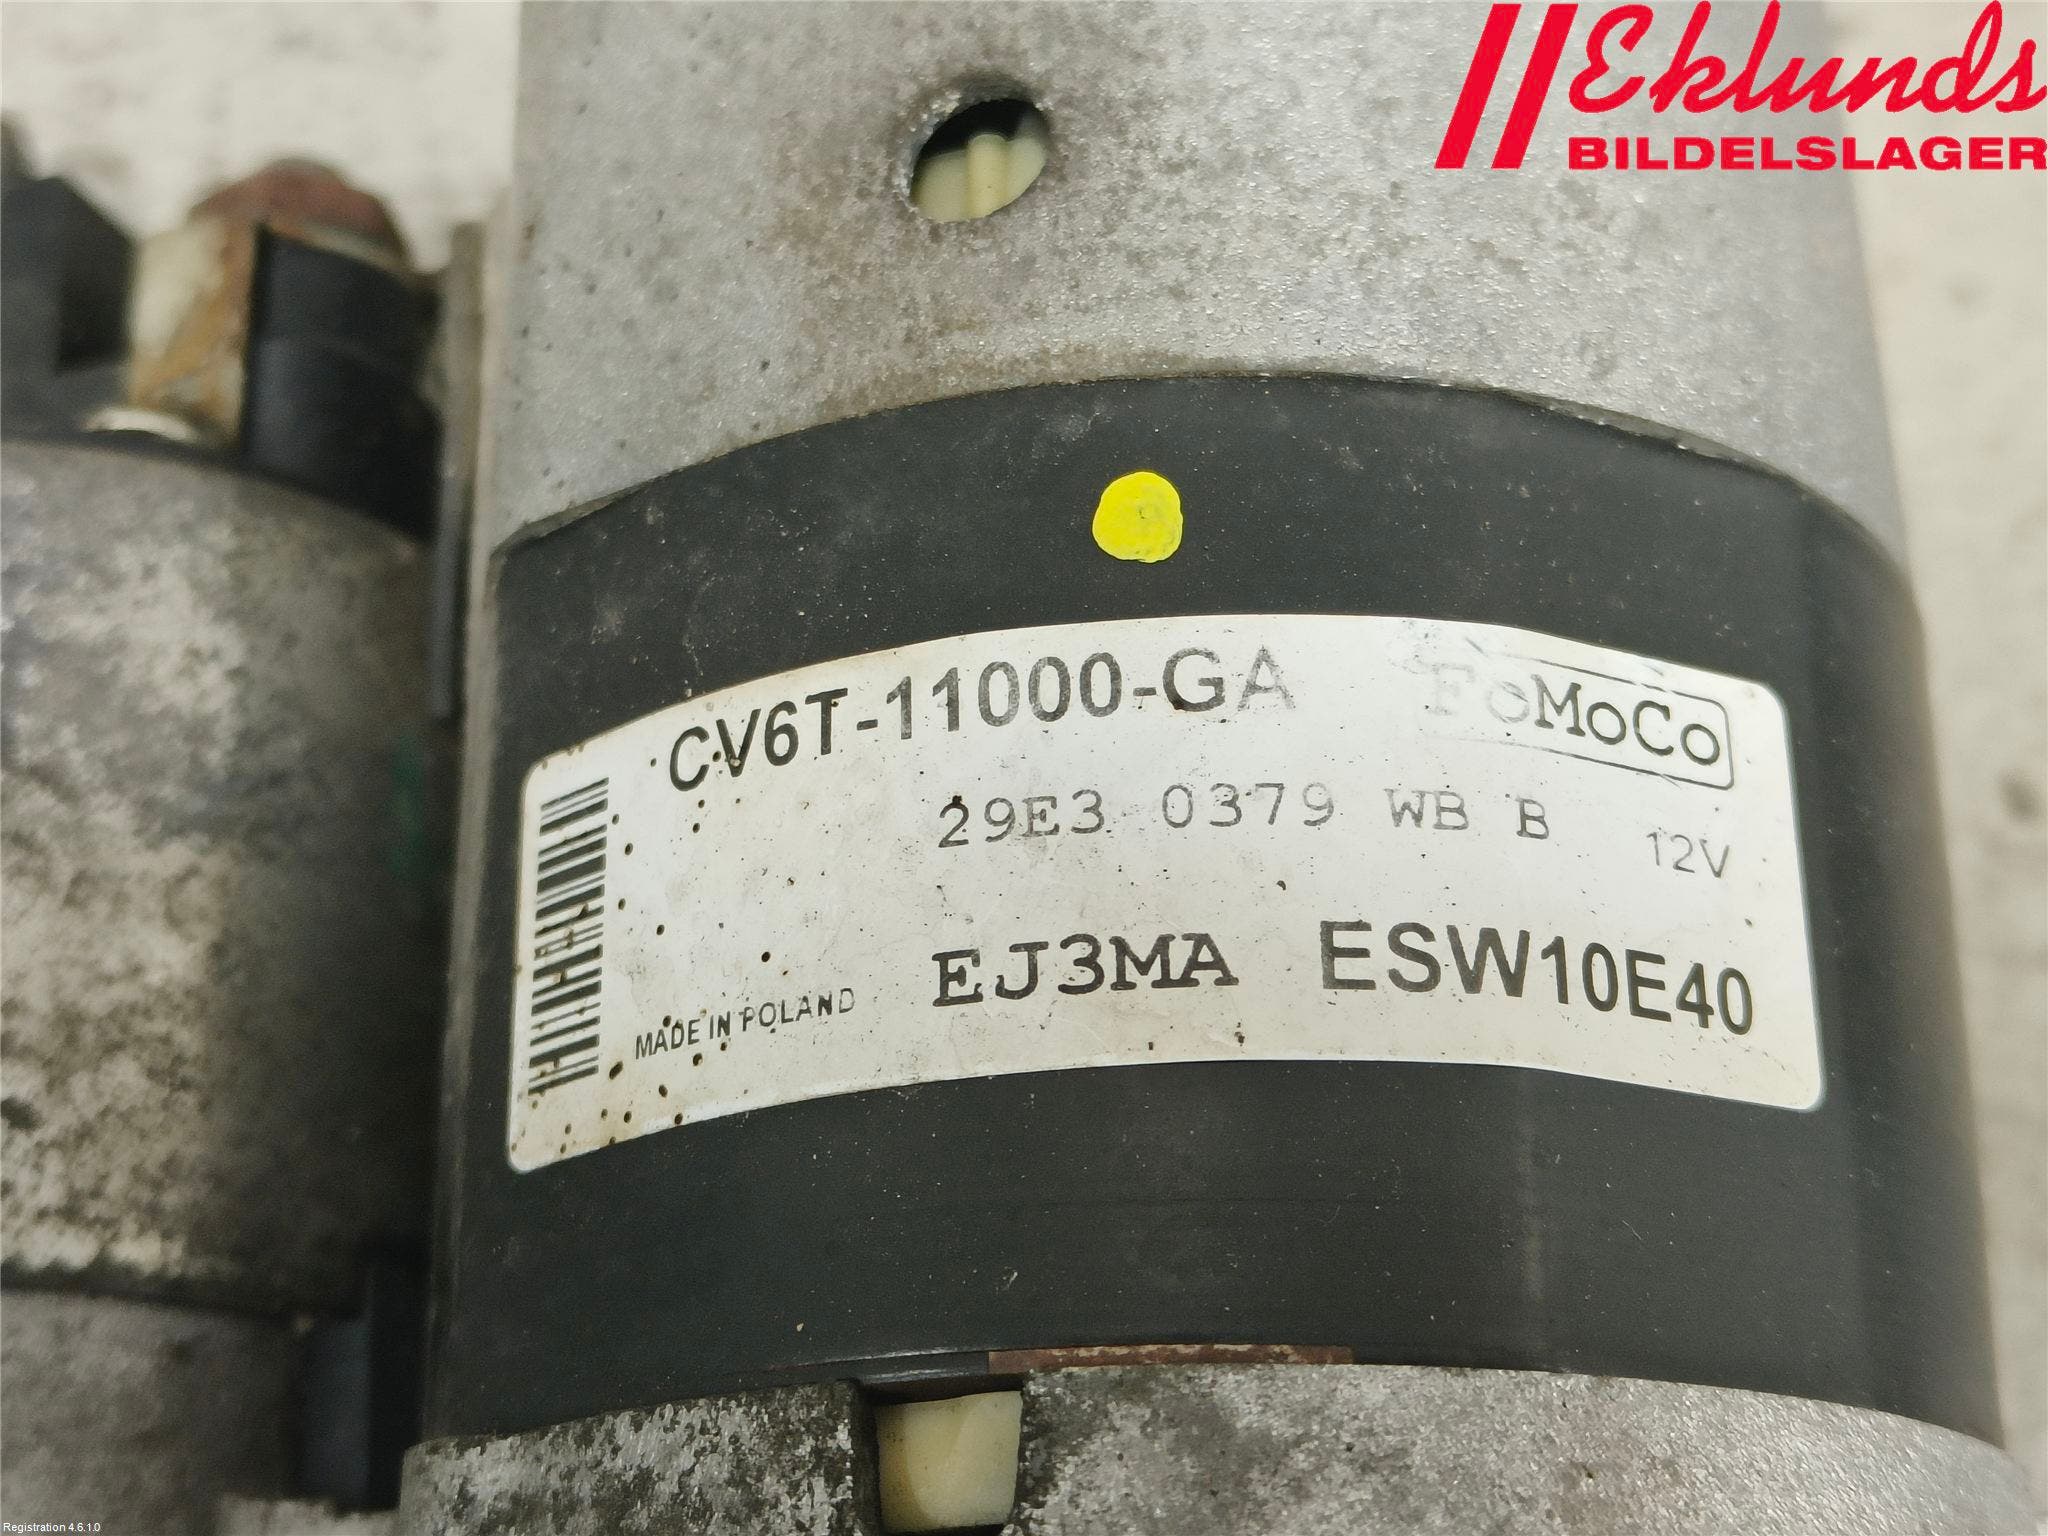 Eklunds
BILDELSLAGER
CV6T-11000-GA
FoMoCo
29E3 0379 WB B
12V
EJ3MA ESW10E40
MADE IN POLAND
Registration 4.6.1.0